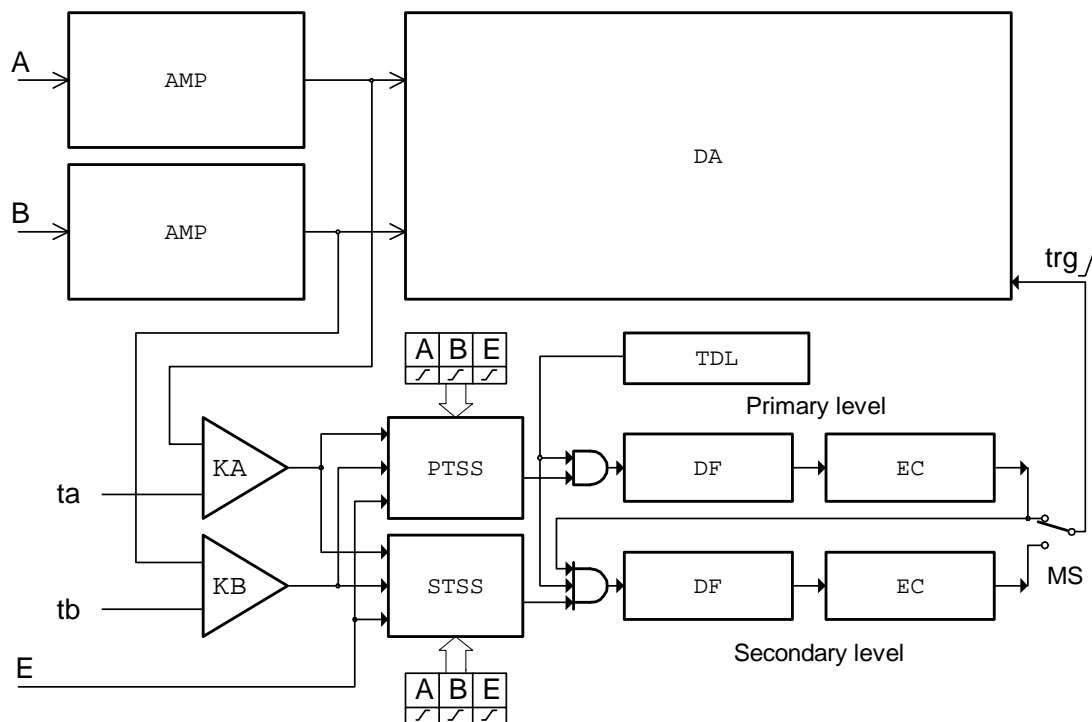 A
AMP
DA
B
AMP
trg
A B E
TDL
Primary level
KA
PTSS
DF
EC
ta
KB
STSS
DF
EC
MS
tb
Secondary level
E
A B E